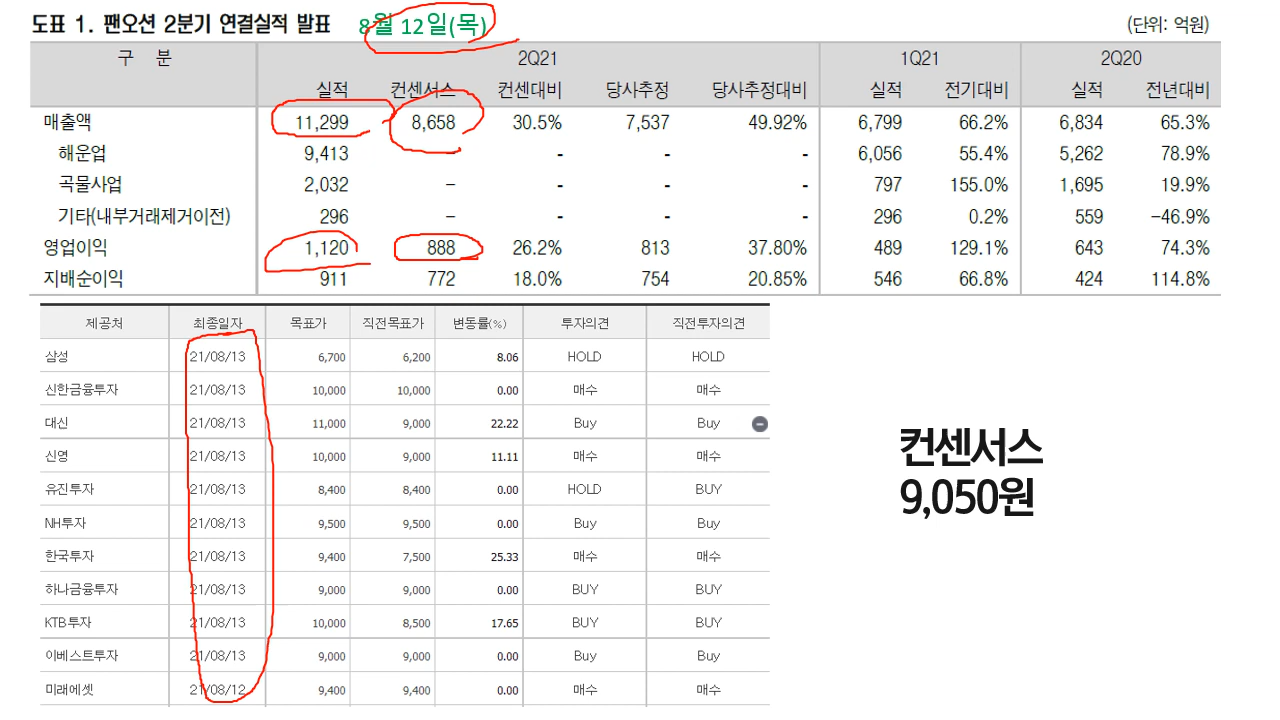 도표 1. 팬오션 2분기 연결실적 발표 8월 12일(목) (단위: 억원)
구 분 2Q21 1Q21 2Q20
실적 컨센서스 컨센대비 당사추정 당사추정대비 실적 전기대비 실적 전년대비
매출액 11,299 8,658 30.5% 7,537 49.92% 6,799 66.2% 6,834 65.3%
해운업 9,413 - - - 6,056 55.4% 5,262 78.9%
곡물사업 2,032 – - - - 797 155.0% 1,695 19.9%
기타(내부거래제거이전) 296 – - - - 296 0.2% 559 -46.9%
영업이익 1,120 888 26.2% 813 37.80% 489 129.1% 643 74.3%
지배순이익 911 772 18.0% 754 20.85% 546 66.8% 424 114.8%
제공처 최종일자 목표가 직전목표가 변동률(%) 투자의견 직전투자의견
삼성 21/08/13 6,700 6,200 8.06 HOLD HOLD
신한금융투자 21/08/13 10,000 10,000 0.00 매수 매수
대신 21/08/13 11,000 9,000 22.22 Buy Buy
신영 21/08/13 10,000 9,000 11.11 매수 매수
유진투자 21/08/13 8,400 8,400 0.00 HOLD BUY
NH투자 21/08/13 9,500 9,500 0.00 Buy Buy
한국투자 21/08/13 9,400 7,500 25.33 매수 매수
하나금융투자 21/08/13 9,000 9,000 0.00 BUY BUY
KTB투자 21/08/13 10,000 8,500 17.65 BUY BUY
이베스트투자 21/08/13 9,000 9,000 0.00 Buy Buy
미래에셋 21/08/12 9,400 9,400 0.00 매수 매수
컨센서스
9,050원